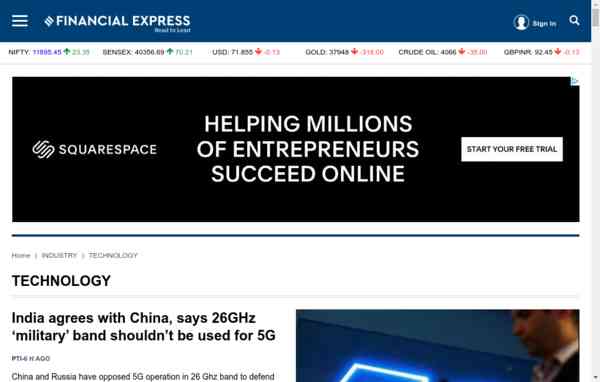 FINANCIAL EXPRESS
Read to Lead
Sign In
NIFTY: 11895.45 23.35 SENSEX: 40356.69 70.21 USD: 71.855 -0.13 GOLD: 37948 -318.00 CRUDE OIL: 4066 -35.00 GBPINR: 92.45 -0.13
SQUARESPACE
HELPING MILLIONS
OF ENTREPRENEURS
SUCCEED ONLINE
START YOUR FREE TRIAL
Home | INDUSTRY | TECHNOLOGY
TECHNOLOGY
India agrees with China, says 26GHz
‘military’ band shouldn’t be used for 5G
PTI-6 H AGO
China and Russia have opposed 5G operation in 26 Ghz band to defend